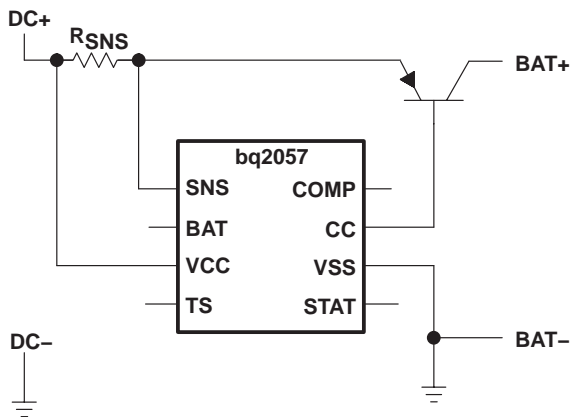 DC+
RSNS
BAT+
bq2057
SNS
COMP
BAT
CC
VCC
VSS
TS
STAT
DC−
BAT−